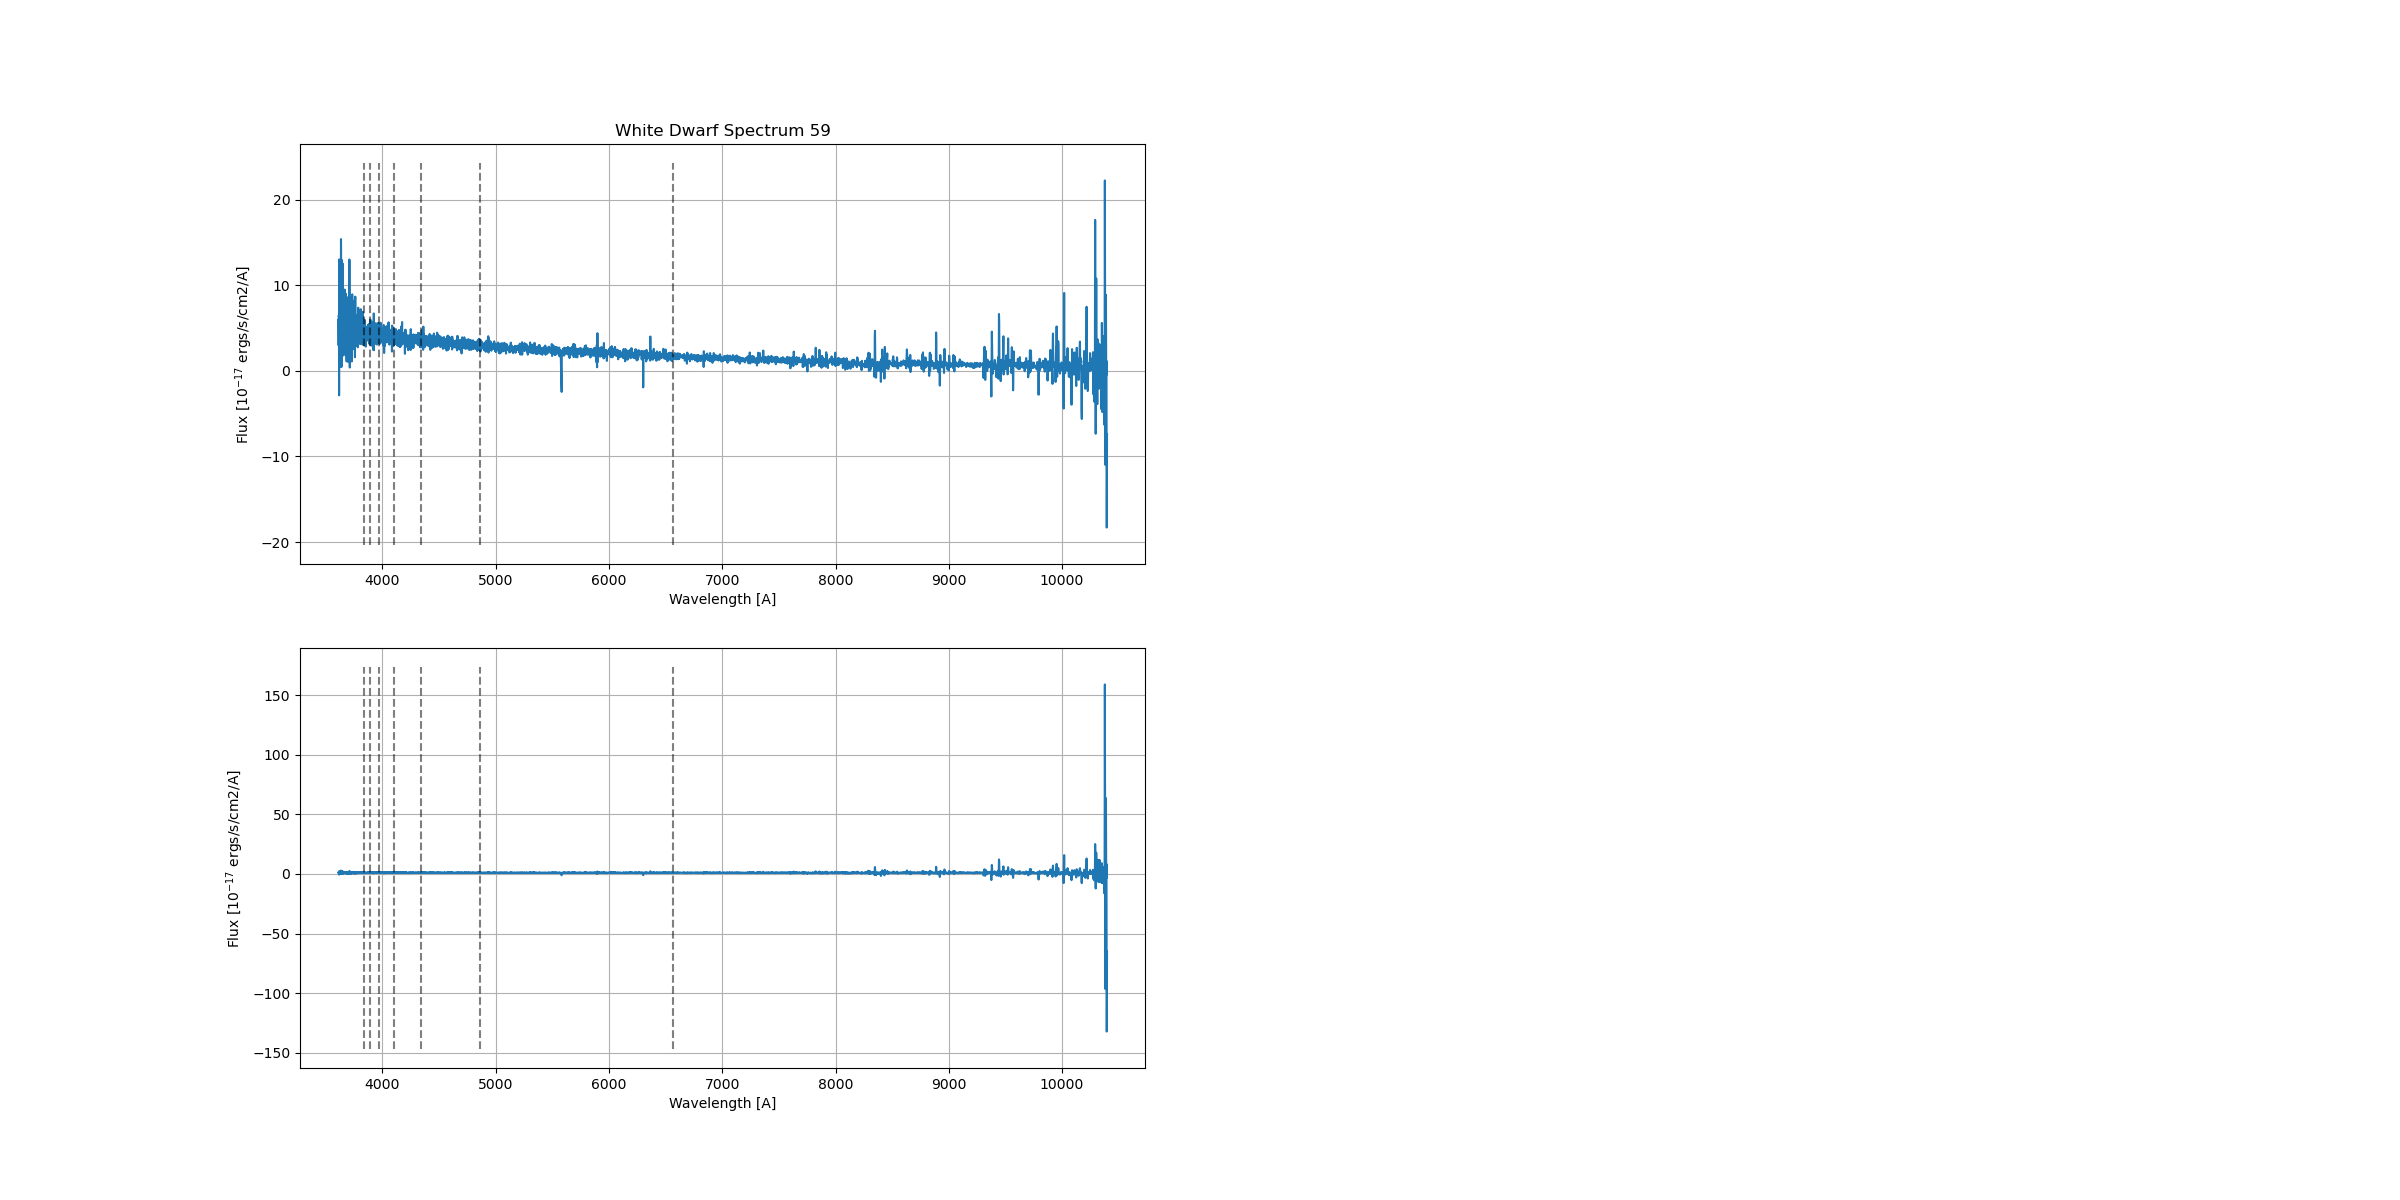 White Dwarf Spectrum 59
20
10
0
−10
−20
Flux [10⁻¹⁷ ergs/s/cm2/A]
4000 5000 6000 7000 8000 9000 10000
Wavelength [A]
150
100
50
0
−50
−100
−150
Flux [10⁻¹⁷ ergs/s/cm2/A]
4000 5000 6000 7000 8000 9000 10000
Wavelength [A]